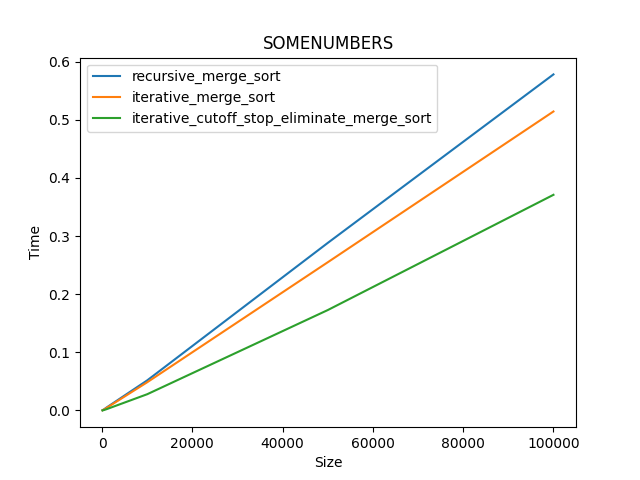 SOMENUMBERS
recursive_merge_sort
iterative_merge_sort
iterative_cutoff_stop_eliminate_merge_sort
Time
0.6
0.5
0.4
0.3
0.2
0.1
0.0
0 20000 40000 60000 80000 100000
Size